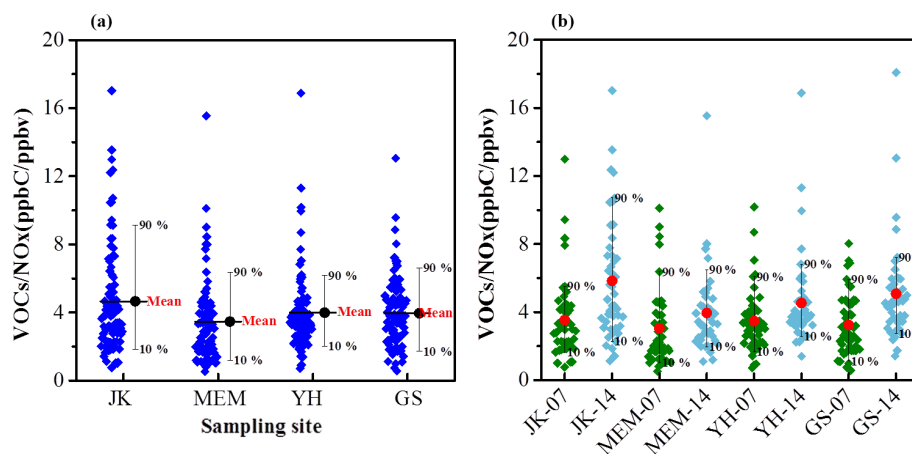 (a)
VOCs/NOx(ppbC/ppbv)
20
16
12
8
4
0
90 %
Mean
10 %
90 %
Mean
10 %
90 %
Mean
10 %
90 %
Mean
10 %
JK
MEM
YH
GS
Sampling site
(b)
VOCs/NOx(ppbC/ppbv)
20
16
12
8
4
0
90 %
10 %
90 %
10 %
90 %
10 %
90 %
10 %
90 %
10 %
90 %
10 %
90 %
10 %
90 %
10 %
JK-07
JK-14
MEM-07
MEM-14
YH-07
YH-14
GS-07
GS-14